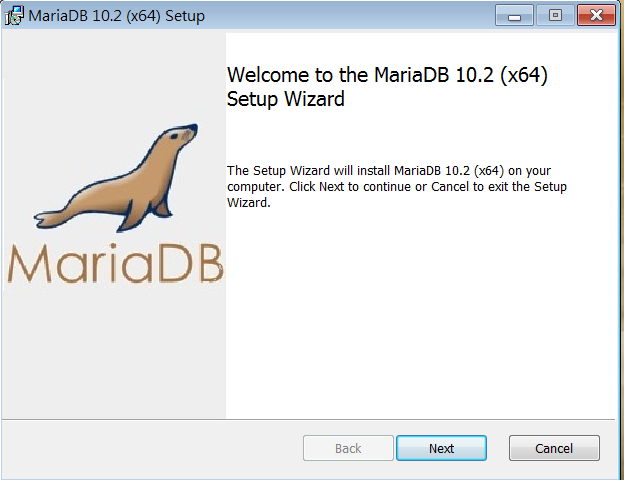 MariaDB 10.2 (x64) Setup
Welcome to the MariaDB 10.2 (x64)
Setup Wizard
The Setup Wizard will install MariaDB 10.2 (x64) on your
computer. Click Next to continue or Cancel to exit the Setup
Wizard.
MariaDB
Back
Next
Cancel